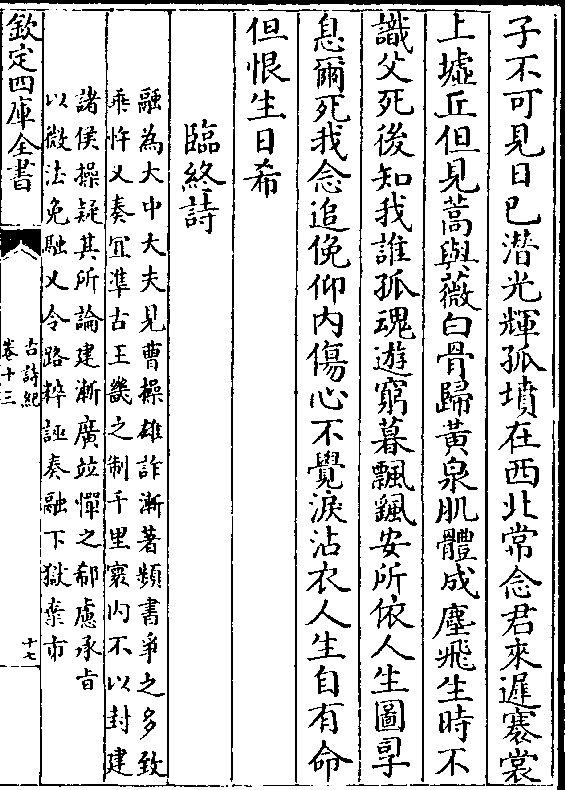 子不可見日已潜光輝孤墳在西北常念君來遲褰裳
上墟丘但見蒿與薇白骨歸黄泉肌體成塵飛生時不
識父死後知我誰孤魂遊窮暮飄颻安所依人生圖享
息爾死我念追俛仰内傷心不覺淚沾衣人生自有命
但恨生日希
臨終詩
融為大中大夫見曹操雄詐漸著頻書爭之多致
乖忤又奏宜準古王畿之制千里寰内不以封建
諸侯操疑其所論建漸廣竝憚之郗慮承旨
以微法免融又令路粹誣奏融下獄棄市
欽定四庫全書
古詩紀
卷十三
十七